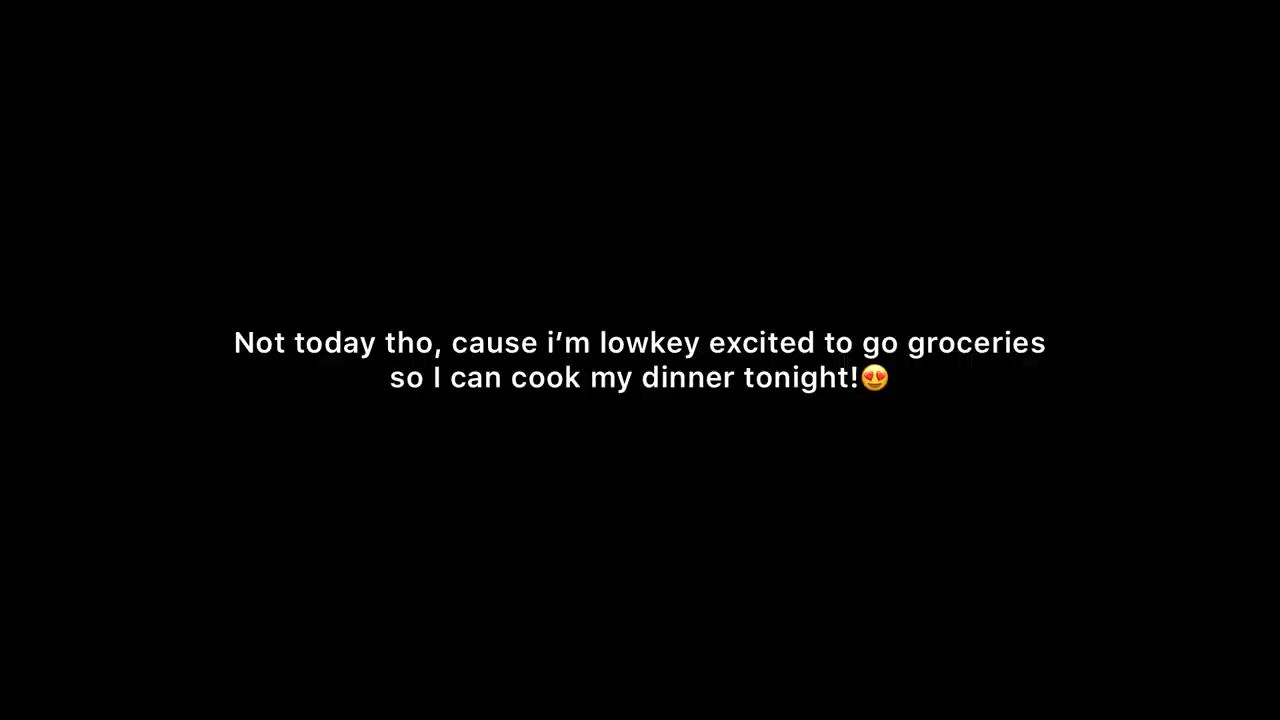 Not today tho, cause i’m lowkey excited to go groceries
so I can cook my dinner tonight!😍